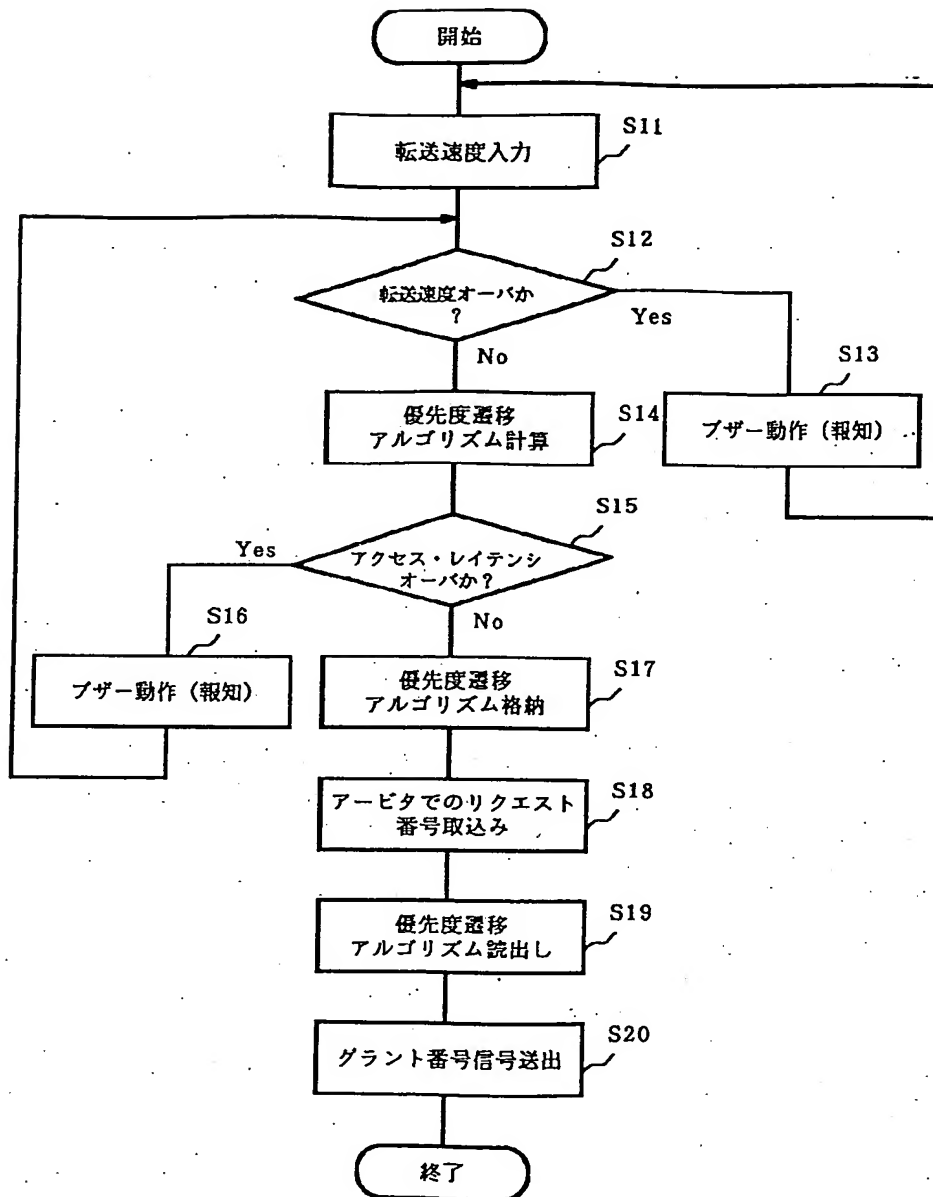 開始
S11
転送速度入力
S12
転送速度オーバか
?
Yes
No
S13
ブザー動作(報知)
S14
優先度遷移
アルゴリズム計算
S15
アクセス・レイテンシ
オーバか?
Yes
No
S16
ブザー動作(報知)
S17
優先度遷移
アルゴリズム格納
S18
アービタでのリクエスト
番号取込み
S19
優先度遷移
アルゴリズム読出し
S20
グラント番号信号送出
終了